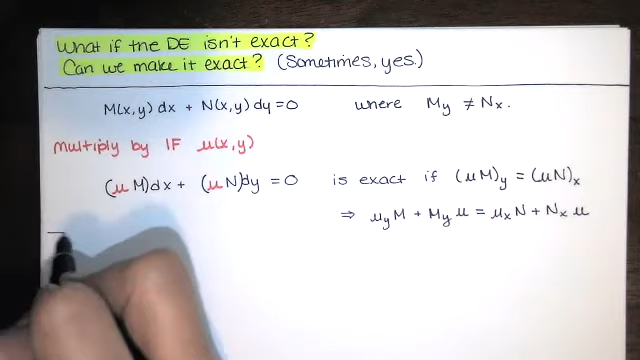 What if the DE isn't exact?
Can we make it exact? (Sometimes, yes.)
M(x,y) dx + N(x,y) dy = 0 where My ≠ Nx.
multiply by IF μ(x,y)
(μM)dx + (μN)dy = 0 is exact if (μM)y = (μN)x
⇒ μyM + Myμ = μxN + Nxμ